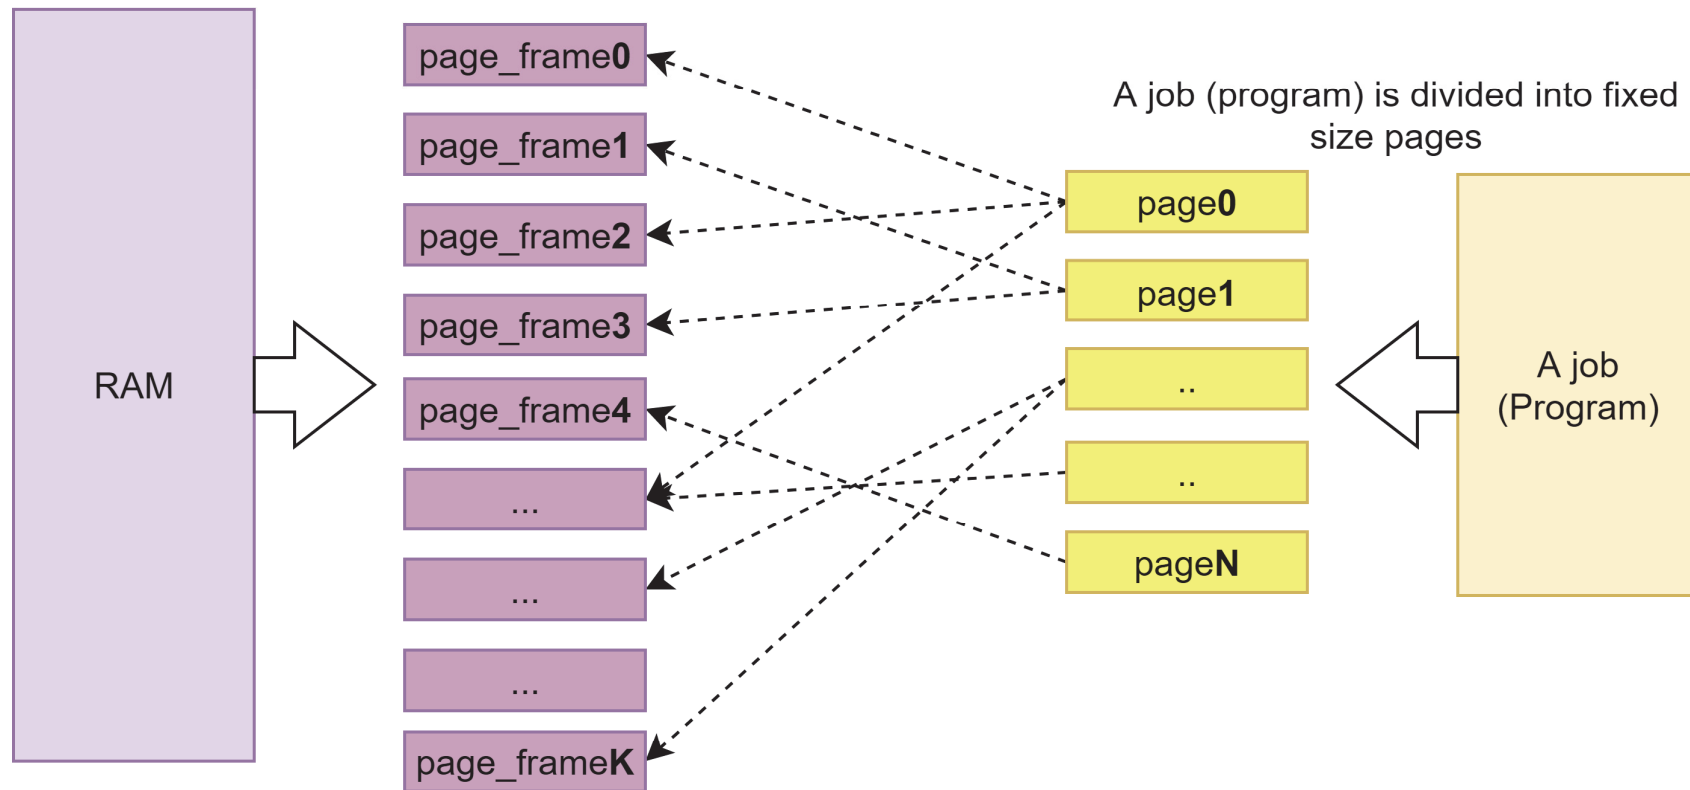 RAM
page_frame0
page_frame1
page_frame2
page_frame3
page_frame4
...
...
...
page_frameK
A job (program) is divided into fixed
size pages
page0
page1
..
..
pageN
A job
(Program)